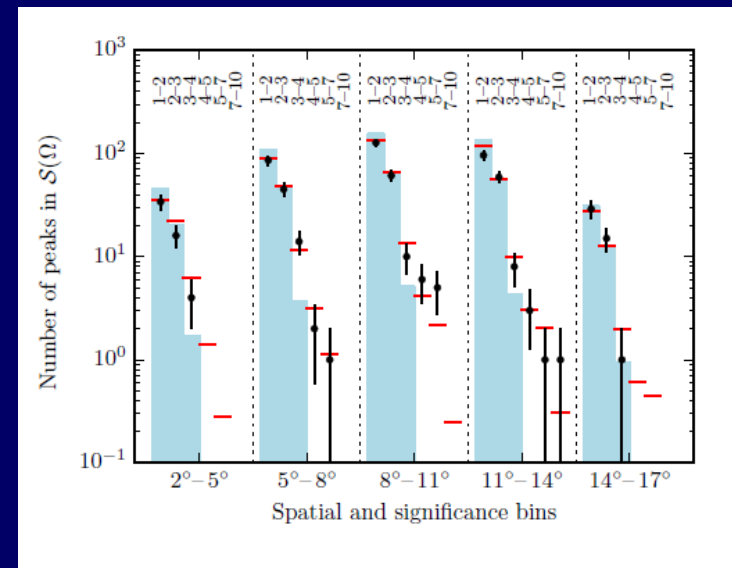 10³
10²
10¹
10⁰
10⁻¹
Number of peaks in 𝒮(Ω)
1–2 2–3 3–4 4–5 5–7 7–10
1–2 2–3 3–4 4–5 5–7 7–10
1–2 2–3 3–4 4–5 5–7 7–10
1–2 2–3 3–4 4–5 5–7 7–10
1–2 2–3 3–4 4–5 5–7 7–10
2°–5° 5°–8° 8°–11° 11°–14° 14°–17°
Spatial and significance bins